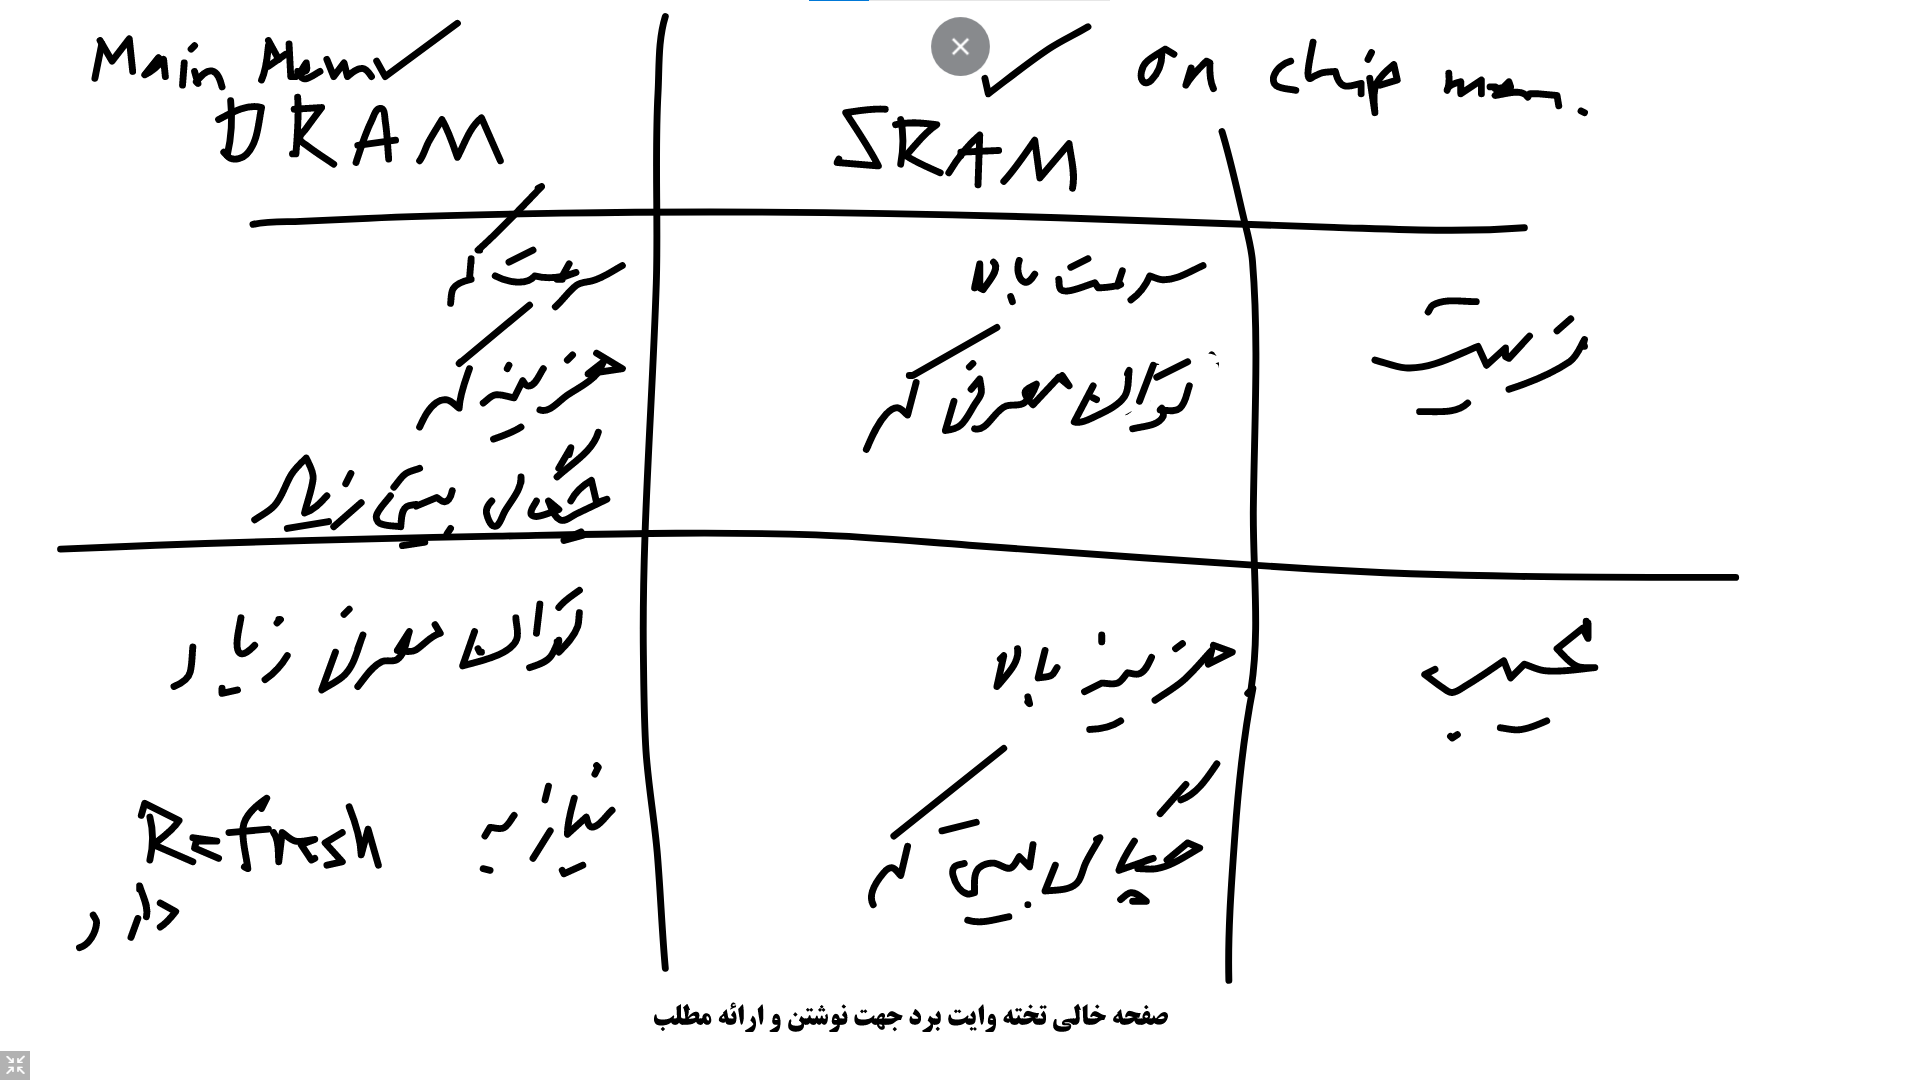 Main Mem ✓
✓ on chip mem.
DRAM
SRAM
مزیت
سرعت بالا
توان مصرفی کم
سرعت کم
هزینه کم
چگالی بیتی زیاد
عیب
هزینه بالا
چگالی بیتی کم
توان مصرفی زیاد
نیاز به Refresh
دارد
صفحه خالی تخته وایت برد جهت نوشتن و ارائه مطلب